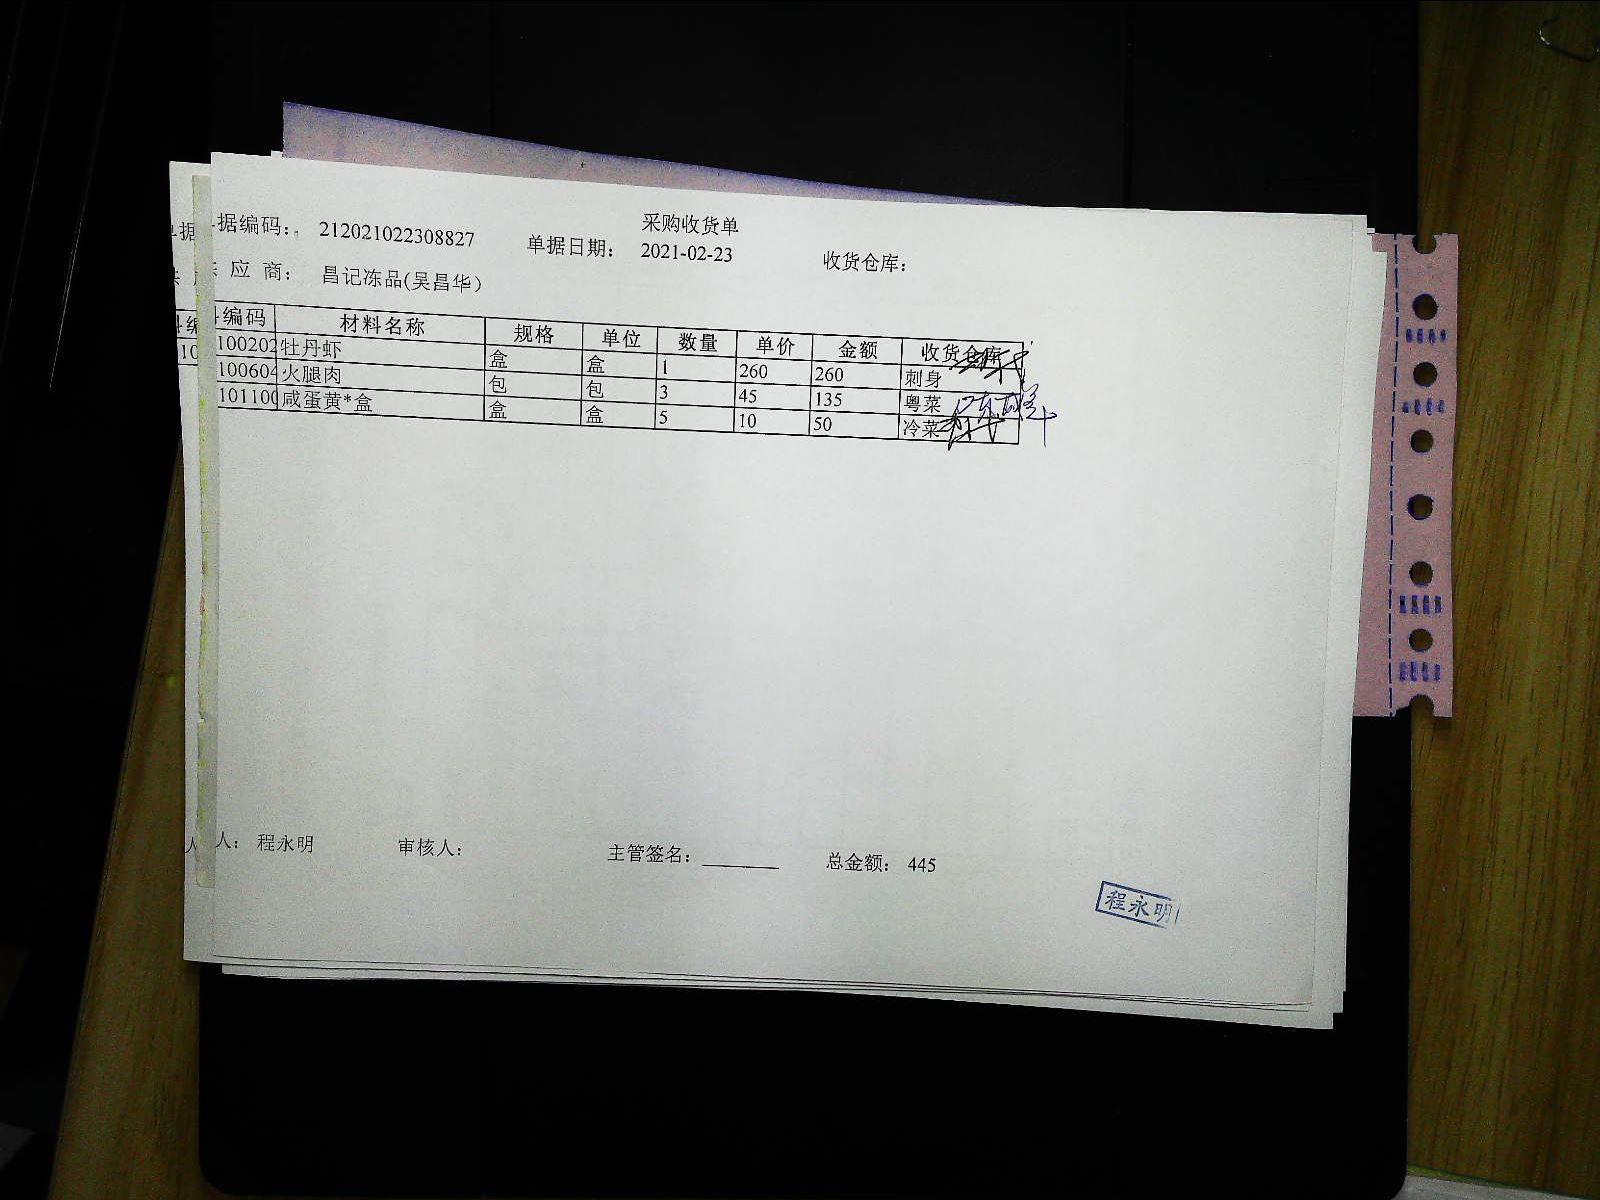 采购收货单
据编码： 212021022308827 单据日期： 2021-02-23 收货仓库：
应 商： 昌记冻品(吴昌华)
编码 材料名称 规格 单位 数量 单价 金额 收货仓库
100202 牡丹虾 盒 盒 1 260 260 刺身
100604 火腿肉 包 包 3 45 135 粤菜
101100 咸蛋黄*盒 盒 盒 5 10 50 冷菜
人： 程永明 审核人： 主管签名： 总金额： 445
程永明